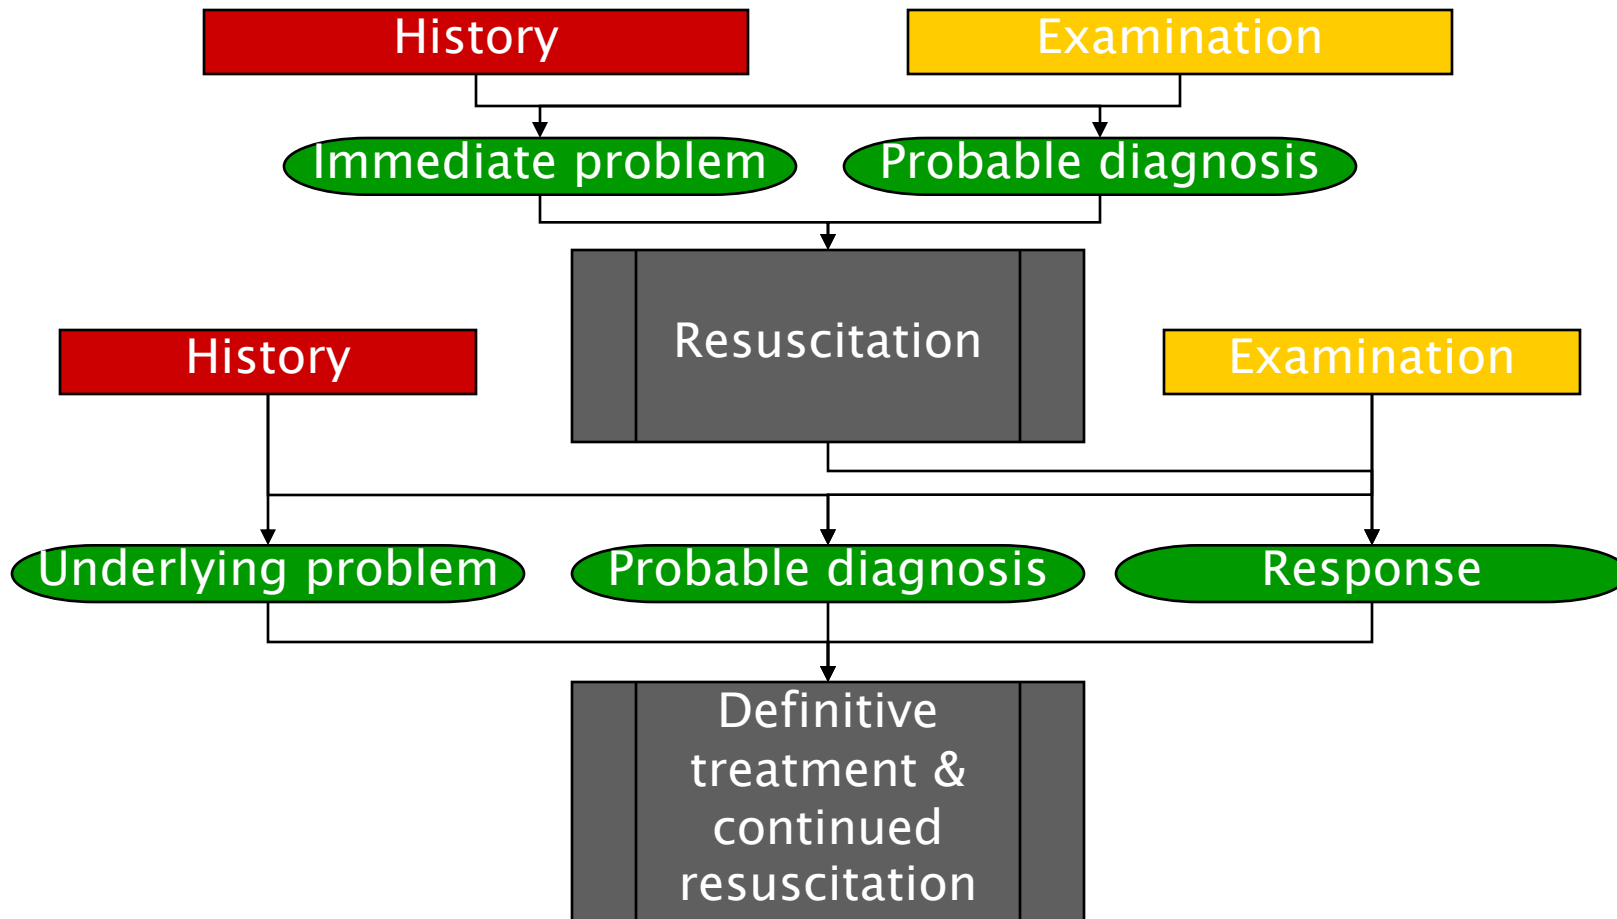 History
Examination
Immediate problem
Probable diagnosis
Resuscitation
History
Examination
Underlying problem
Probable diagnosis
Response
Definitive
treatment &
continued
resuscitation